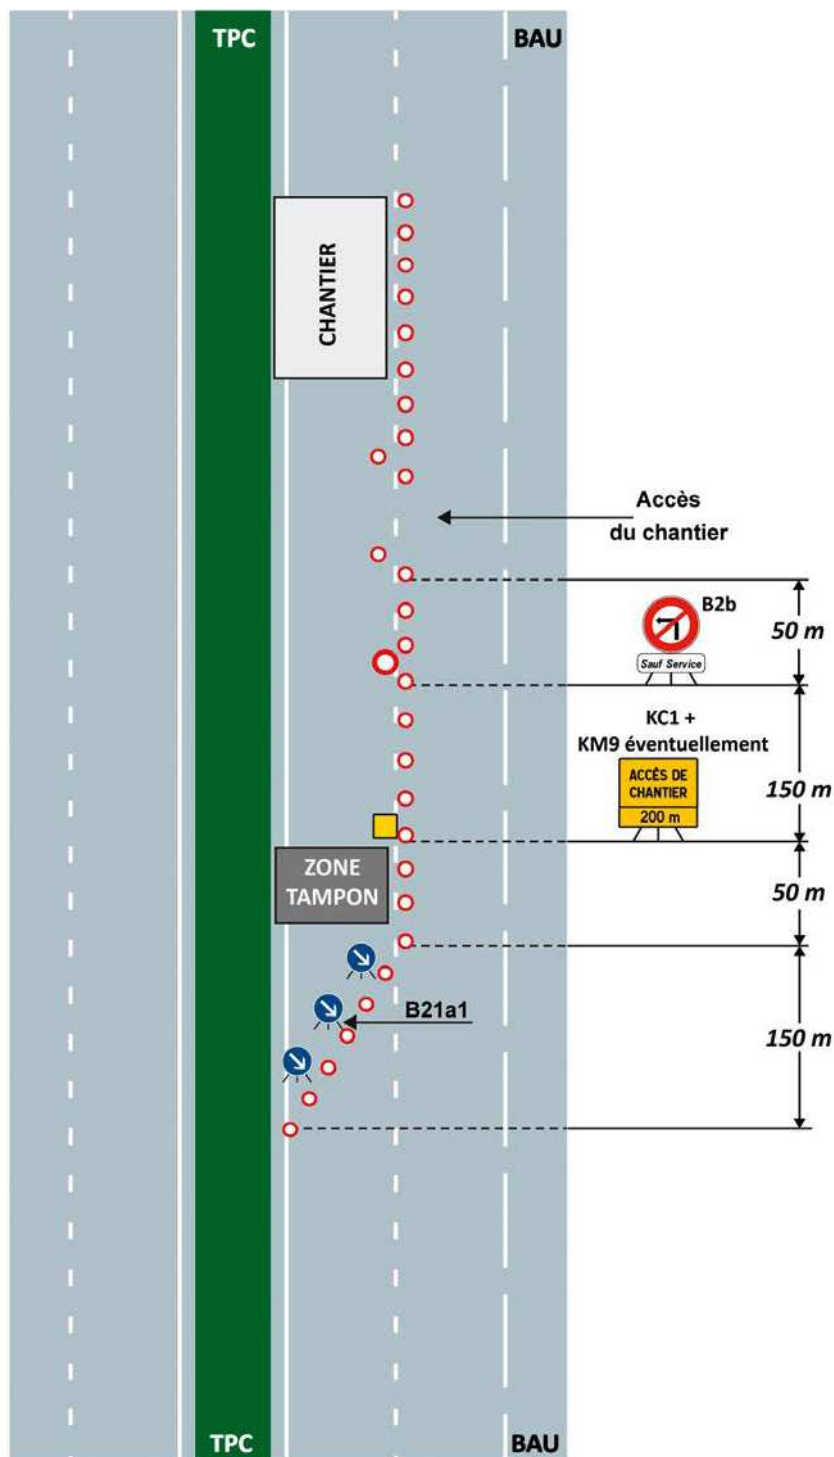 TPC
BAU
CHANTIER
Accès
du chantier
B2b
50 m
Sauf Service
KC1 +
KM9 éventuellement
ACCÈS DE
CHANTIER
200 m
150 m
ZONE
TAMPON
50 m
B21a1
150 m
TPC
BAU